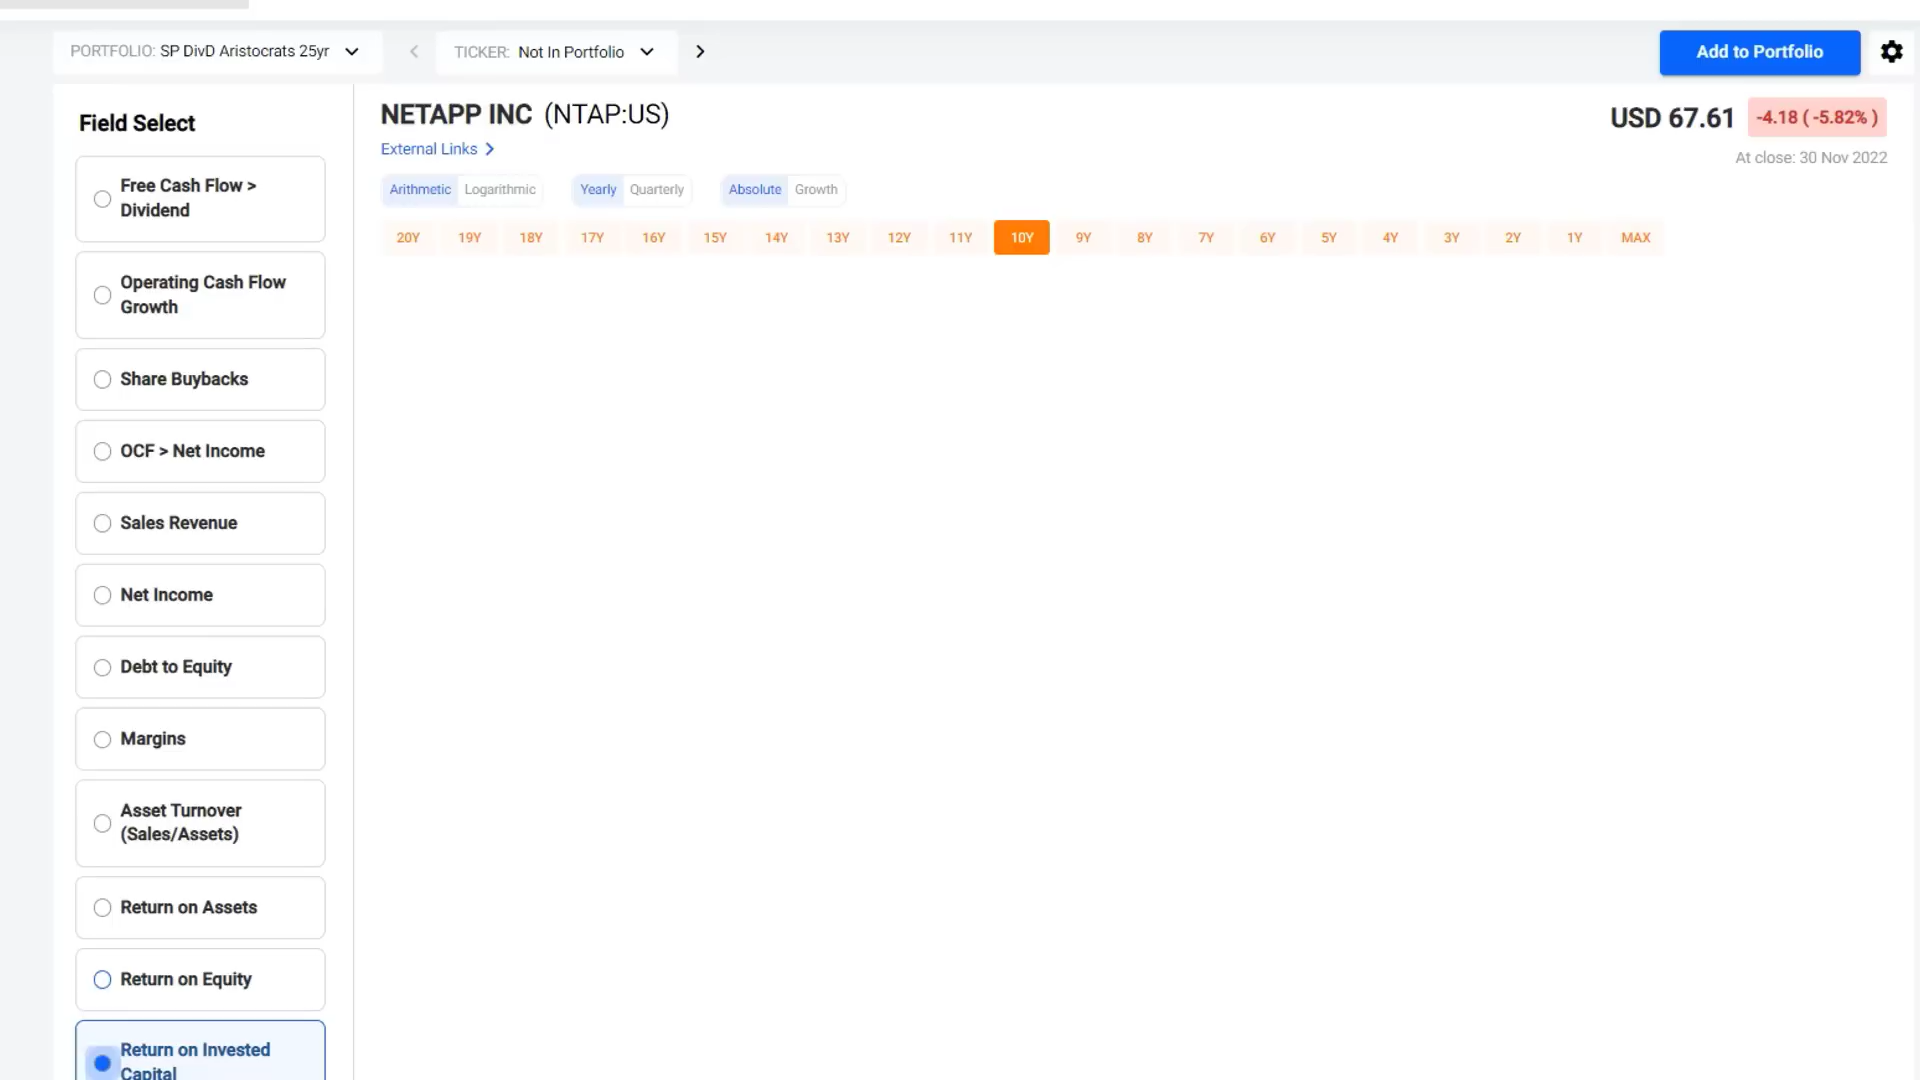 PORTFOLIO: SP DivD Aristocrats 25yr
TICKER: Not In Portfolio
Add to Portfolio
Field Select
Free Cash Flow >
Dividend
Operating Cash Flow
Growth
Share Buybacks
OCF > Net Income
Sales Revenue
Net Income
Debt to Equity
Margins
Asset Turnover
(Sales/Assets)
Return on Assets
Return on Equity
Return on Invested
Capital
NETAPP INC (NTAP:US)
External Links
USD 67.61 -4.18 ( -5.82% )
At close: 30 Nov 2022
Arithmetic Logarithmic Yearly Quarterly Absolute Growth
20Y 19Y 18Y 17Y 16Y 15Y 14Y 13Y 12Y 11Y 10Y 9Y 8Y 7Y 6Y 5Y 4Y 3Y 2Y 1Y MAX